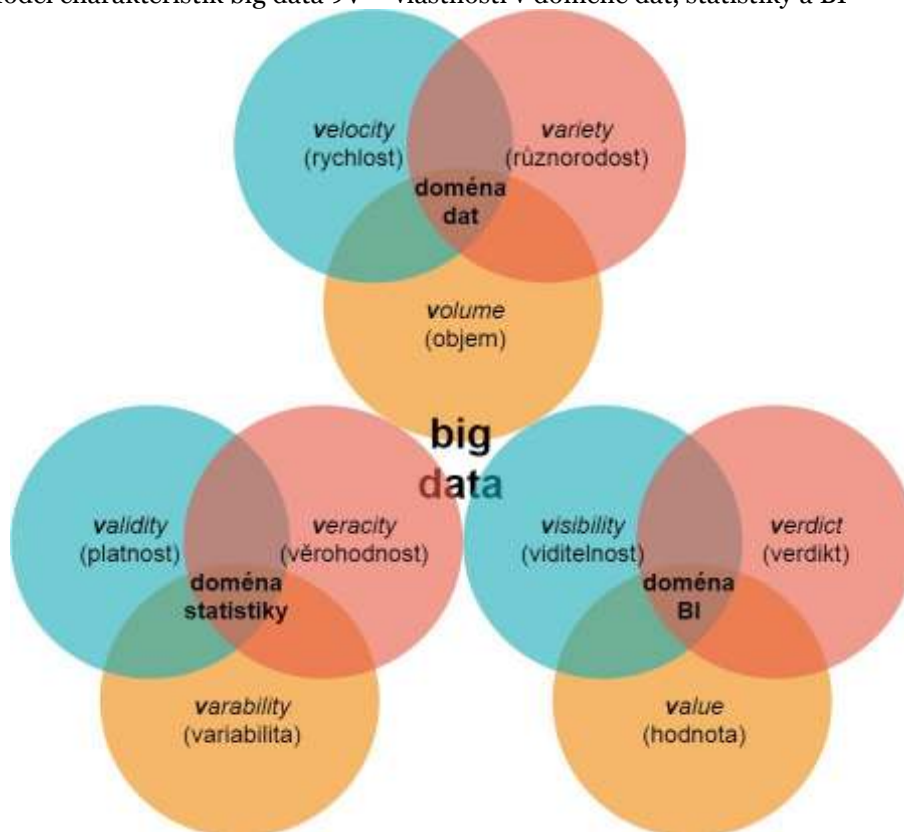 model charakteristik big data 9V – vlastnosti v doméně dat, statistiky a BI
velocity
(rychlost)
variety
(různorodost)
doména
dat
volume
(objem)
big
data
validity
(platnost)
veracity
(věrohodnost)
doména
statistiky
varability
(variabilita)
visibility
(viditelnost)
verdict
(verdikt)
doména
BI
value
(hodnota)